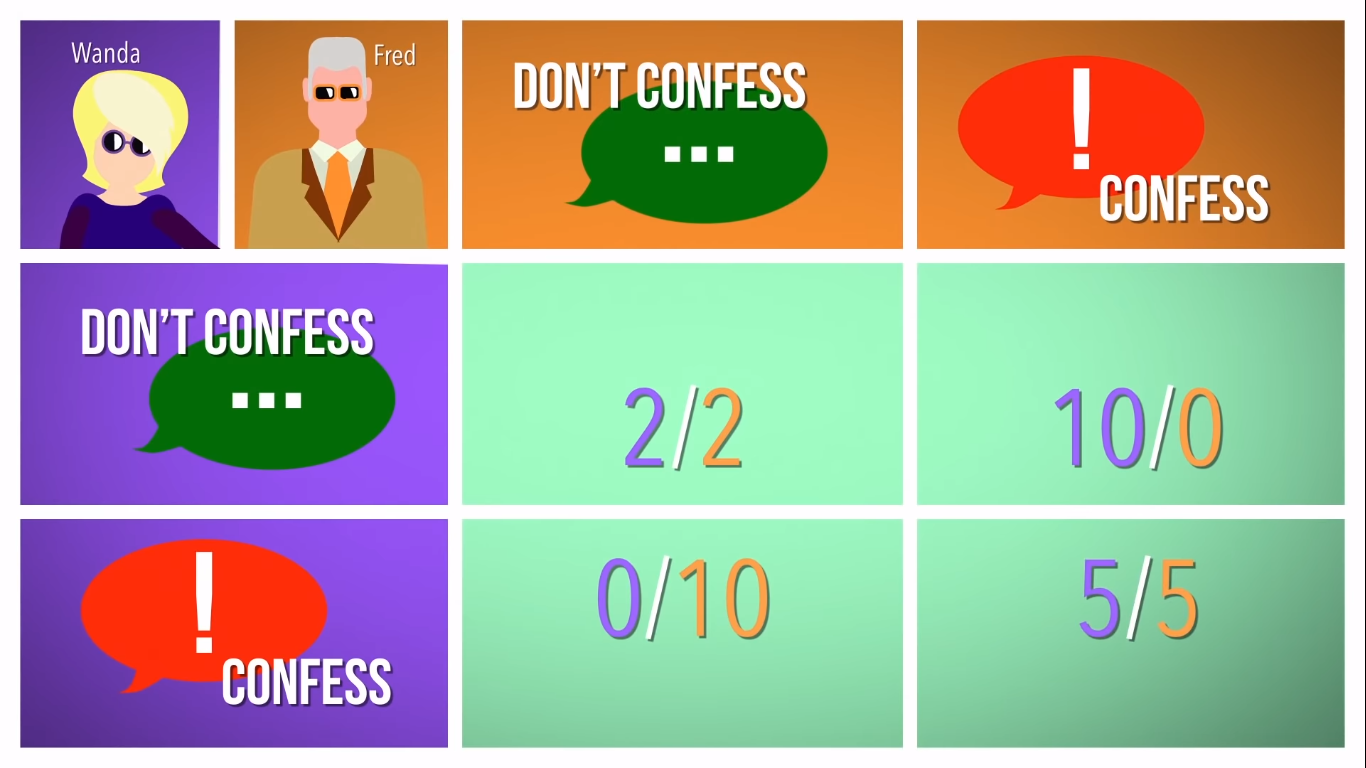 Wanda
Fred
DON'T CONFESS
...
!
CONFESS
DON'T CONFESS
...
2/2
10/0
!
CONFESS
0/10
5/5